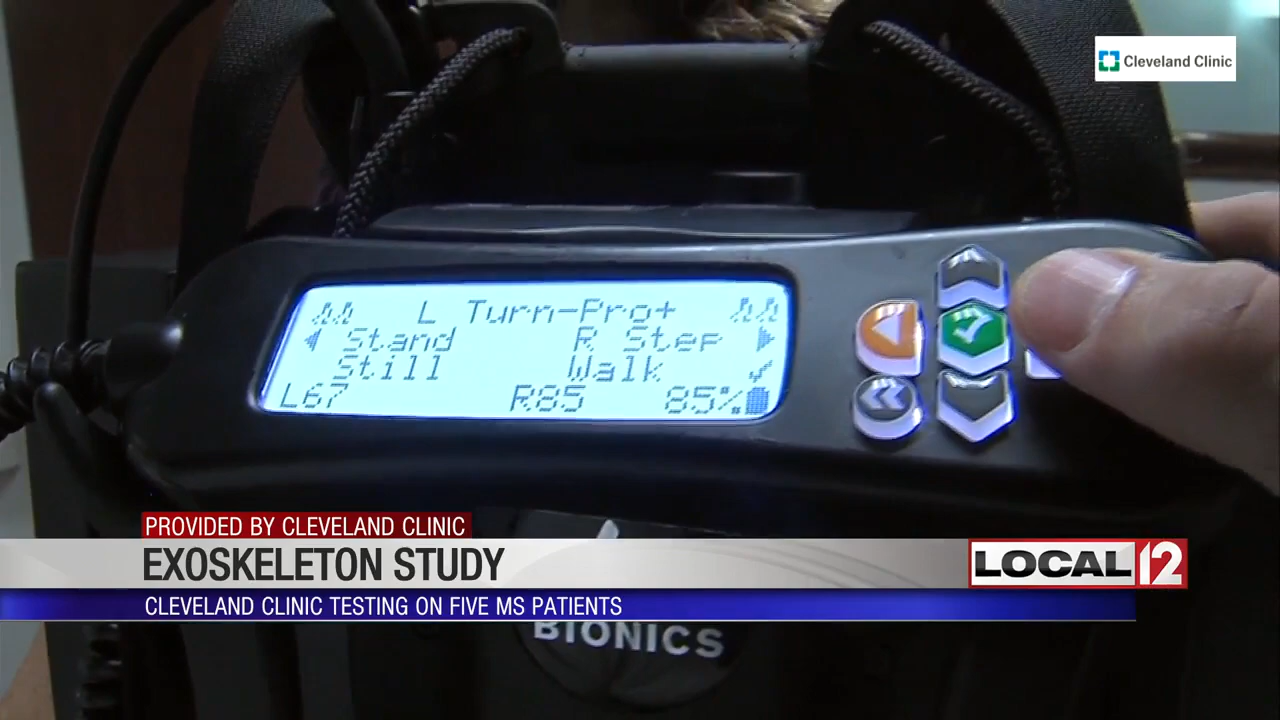 Cleveland Clinic
L Turn-Pro+
Stand R Step
Still Walk
L67 R85 85%
PROVIDED BY CLEVELAND CLINIC
EXOSKELETON STUDY
LOCAL 12
CLEVELAND CLINIC TESTING ON FIVE MS PATIENTS
BIONICS